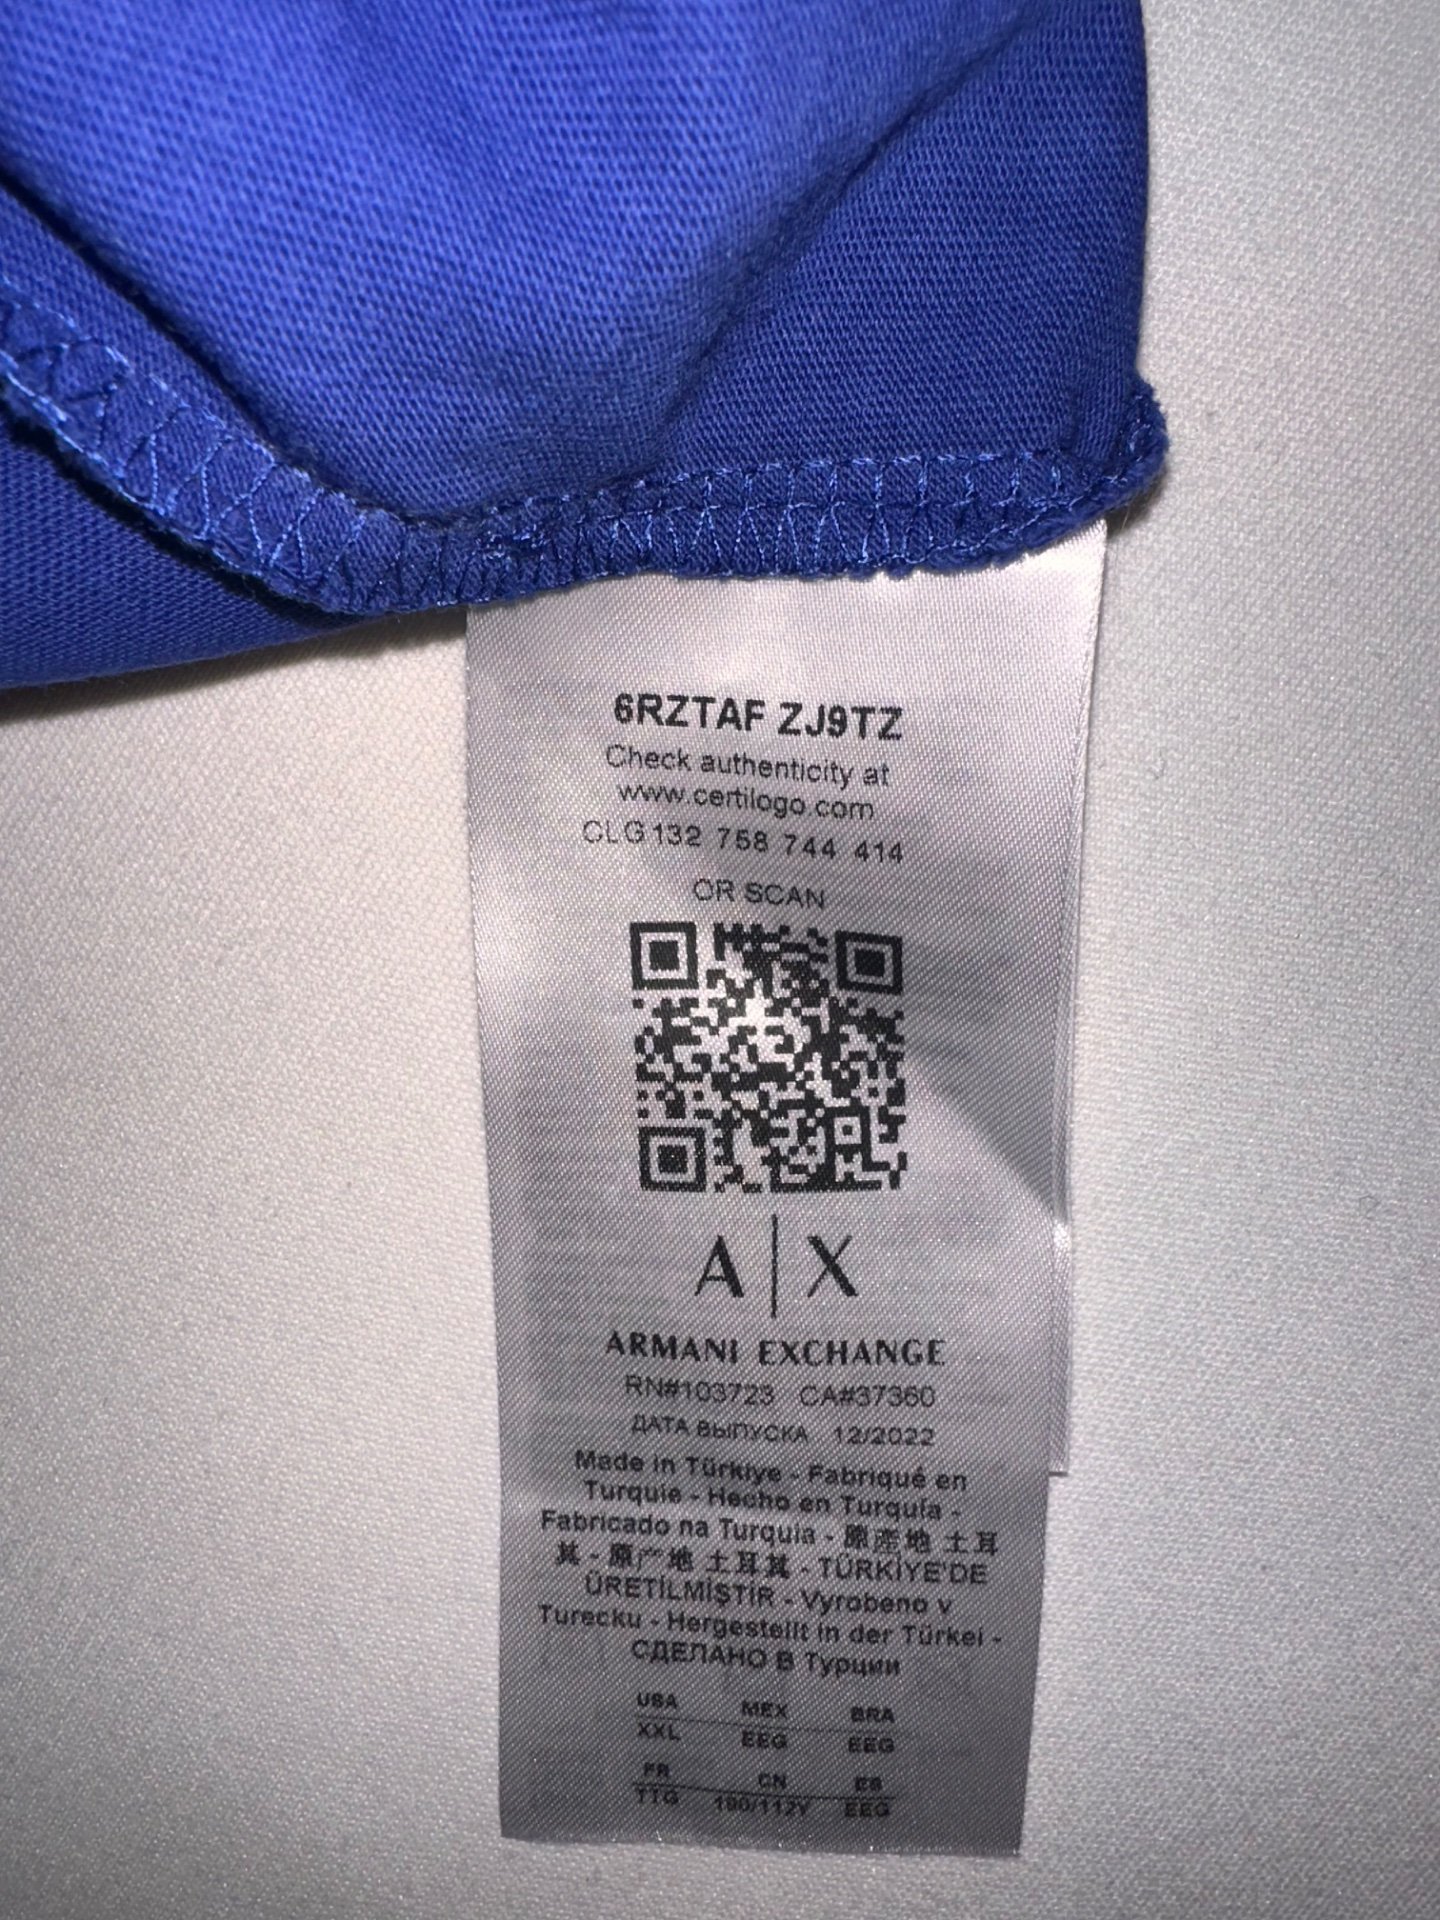 6RZTAF ZJ9TZ
Check authenticity at
www.certilogo.com
CLG 132 758 744 414
OR SCAN
A|X
ARMANI EXCHANGE
RN#103723 CA#37360
ДАТА ВЫПУСКА 12/2022
Made in Türkiye - Fabriqué en
Turquie - Hecho en Turquía -
Fabricado na Turquia - 原產地 土耳
其 - 原产地 土耳其 - TÜRKİYE'DE
ÜRETİLMİŞTİR - Vyrobeno v
Turecku - Hergestellt in der Türkei -
СДЕЛАНО В Турции
USA MEX BRA
XXL EEG EEG
FR CN ES
TTG 190/112Y EEG